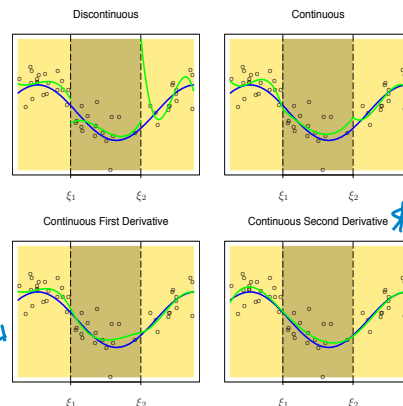 Discontinuous
Continuous
ξ1
ξ2
ξ1
ξ2
Continuous First Derivative
Continuous Second Derivative
ξ1
ξ2
ξ1
ξ2